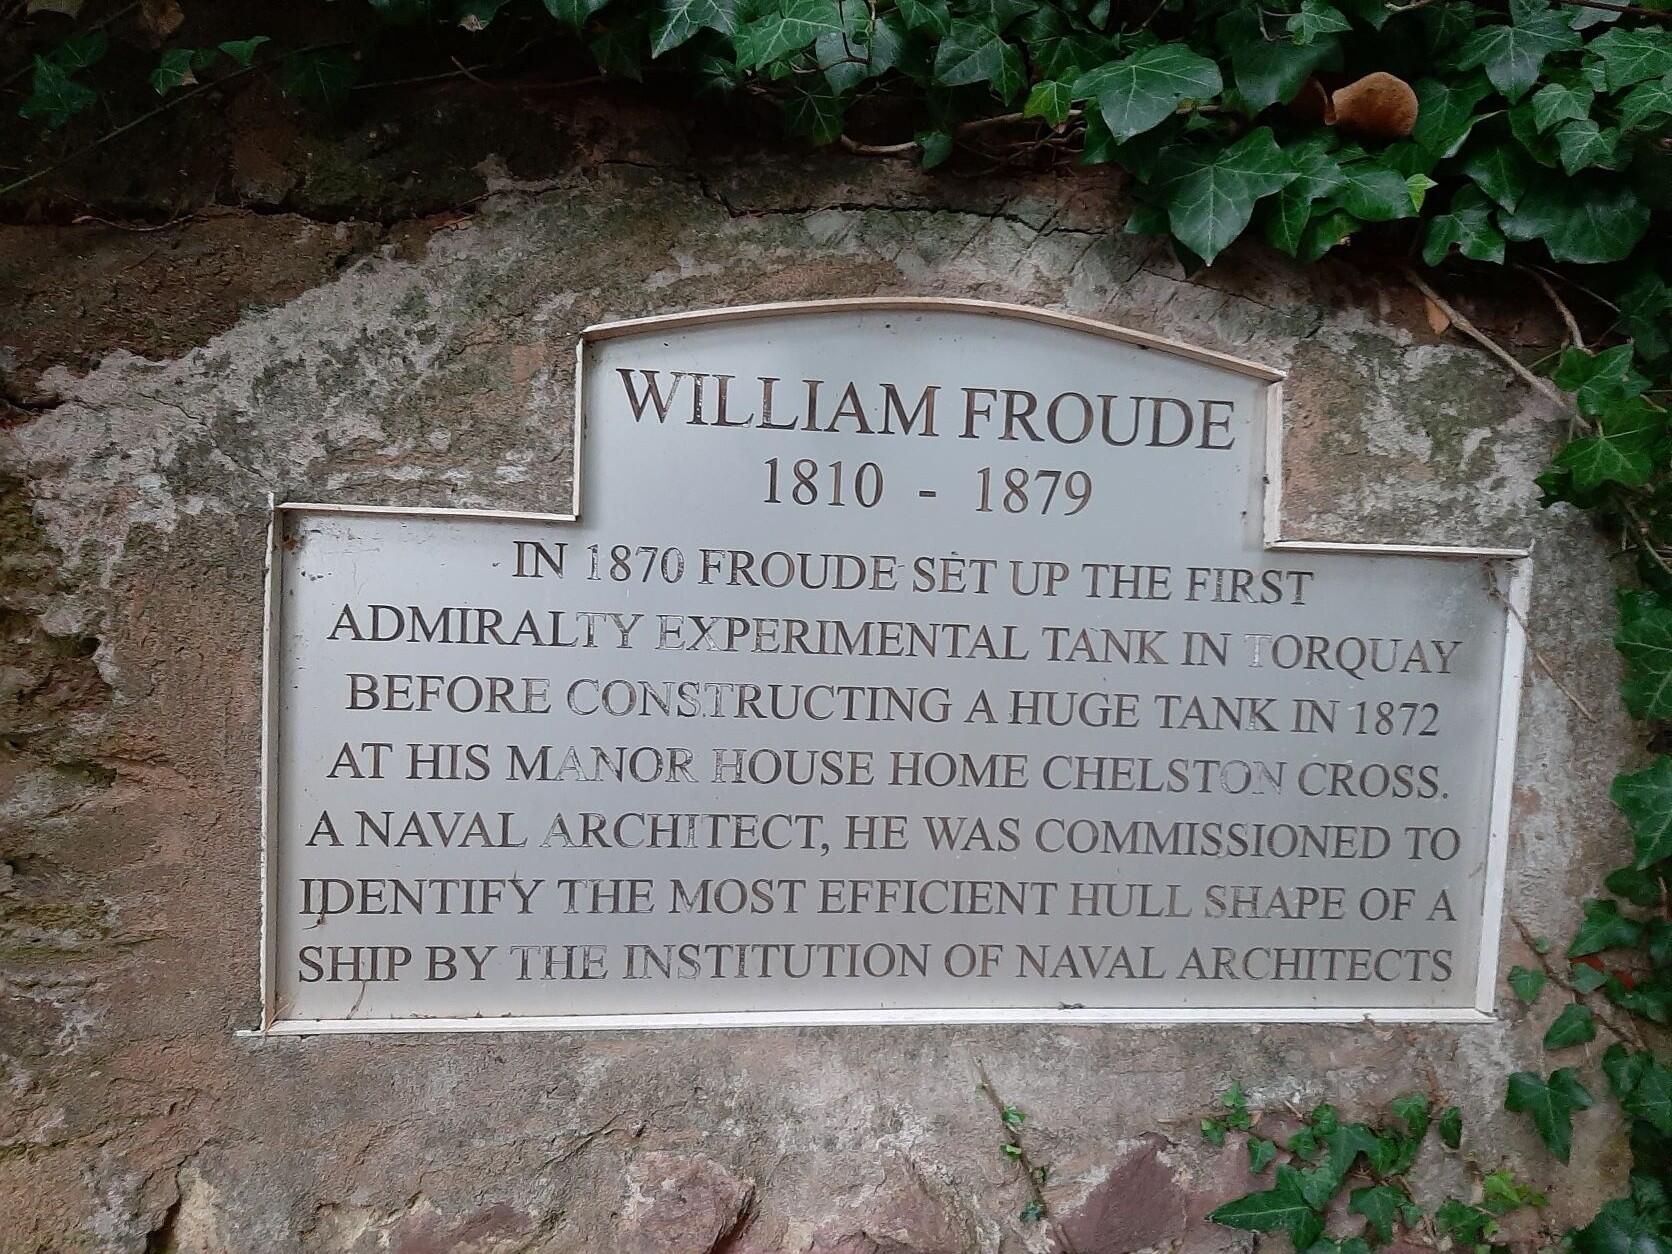 WILLIAM FROUDE
1810 - 1879
IN 1870 FROUDE SET UP THE FIRST
ADMIRALTY EXPERIMENTAL TANK IN TORQUAY
BEFORE CONSTRUCTING A HUGE TANK IN 1872
AT HIS MANOR HOUSE HOME CHELSTON CROSS.
A NAVAL ARCHITECT, HE WAS COMMISSIONED TO
IDENTIFY THE MOST EFFICIENT HULL SHAPE OF A
SHIP BY THE INSTITUTION OF NAVAL ARCHITECTS